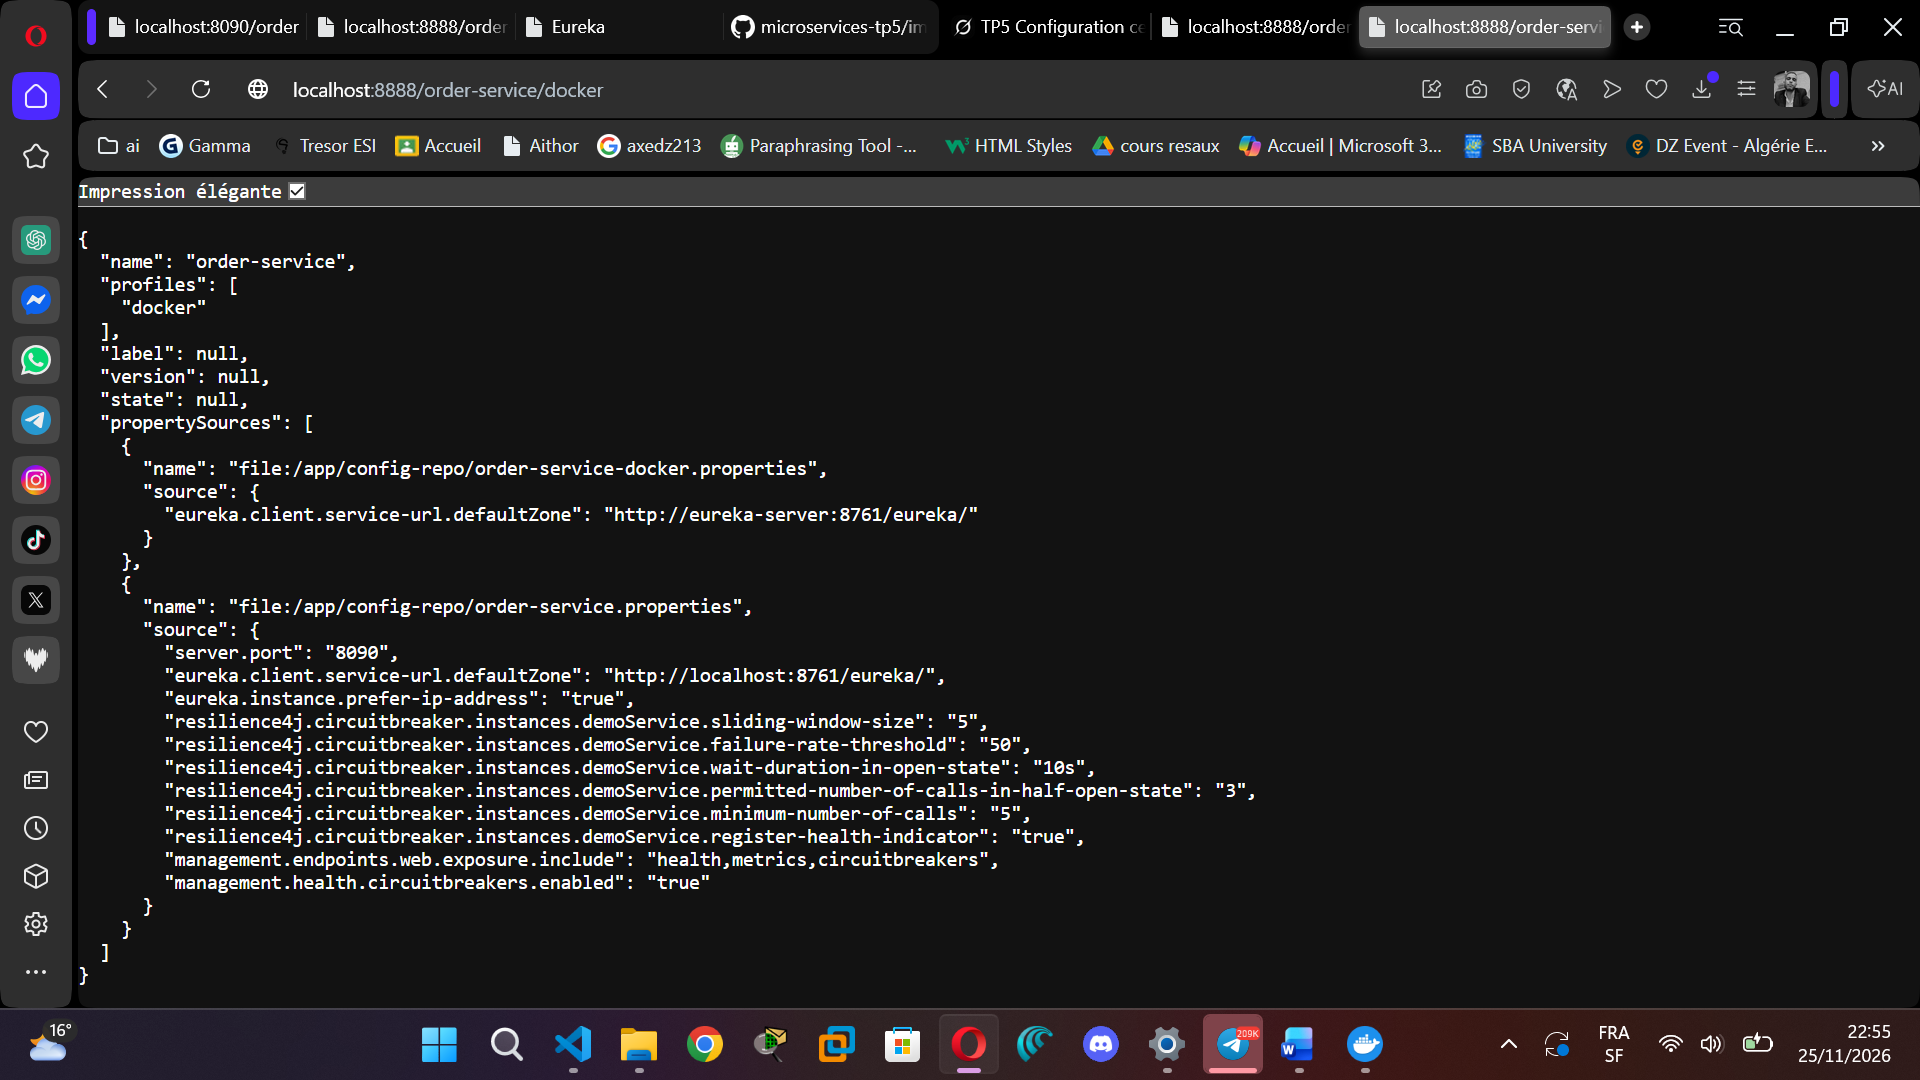 localhost:8090/order
localhost:8888/order
Eureka
microservices-tp5/im
TP5 Configuration ce
localhost:8888/order
localhost:8888/order-servi
localhost:8888/order-service/docker
AI
ai
Gamma
Tresor ESI
Accueil
Aithor
axedz213
Paraphrasing Tool -...
HTML Styles
cours resaux
Accueil | Microsoft 3...
SBA University
DZ Event - Algérie E...
Impression élégante
{
"name": "order-service",
"profiles": [
"docker"
],
"label": null,
"version": null,
"state": null,
"propertySources": [
{
"name": "file:/app/config-repo/order-service-docker.properties",
"source": {
"eureka.client.service-url.defaultZone": "http://eureka-server:8761/eureka/"
}
},
{
"name": "file:/app/config-repo/order-service.properties",
"source": {
"server.port": "8090",
"eureka.client.service-url.defaultZone": "http://localhost:8761/eureka/",
"eureka.instance.prefer-ip-address": "true",
"resilience4j.circuitbreaker.instances.demoService.sliding-window-size": "5",
"resilience4j.circuitbreaker.instances.demoService.failure-rate-threshold": "50",
"resilience4j.circuitbreaker.instances.demoService.wait-duration-in-open-state": "10s",
"resilience4j.circuitbreaker.instances.demoService.permitted-number-of-calls-in-half-open-state": "3",
"resilience4j.circuitbreaker.instances.demoService.minimum-number-of-calls": "5",
"resilience4j.circuitbreaker.instances.demoService.register-health-indicator": "true",
"management.endpoints.web.exposure.include": "health,metrics,circuitbreakers",
"management.health.circuitbreakers.enabled": "true"
}
}
]
}
16°
209K
FRA
SF
22:55
25/11/2026